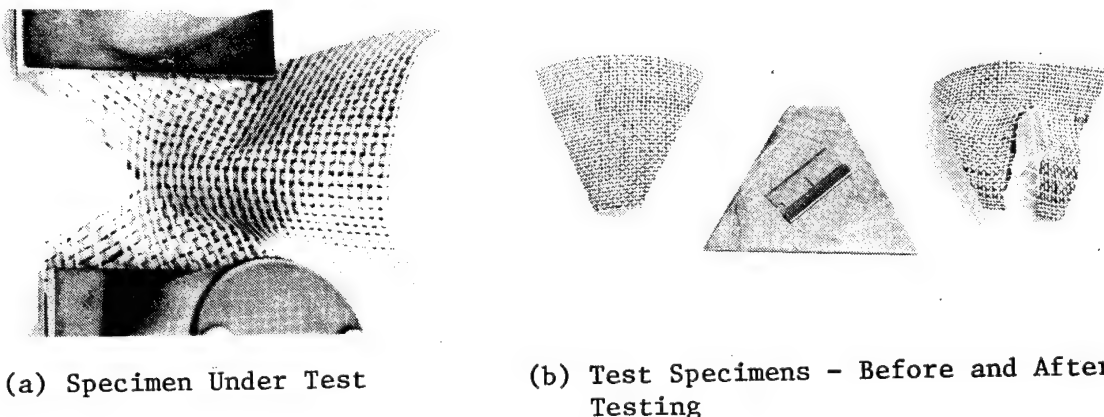 (a) Specimen Under Test
(b) Test Specimens - Before and After
Testing